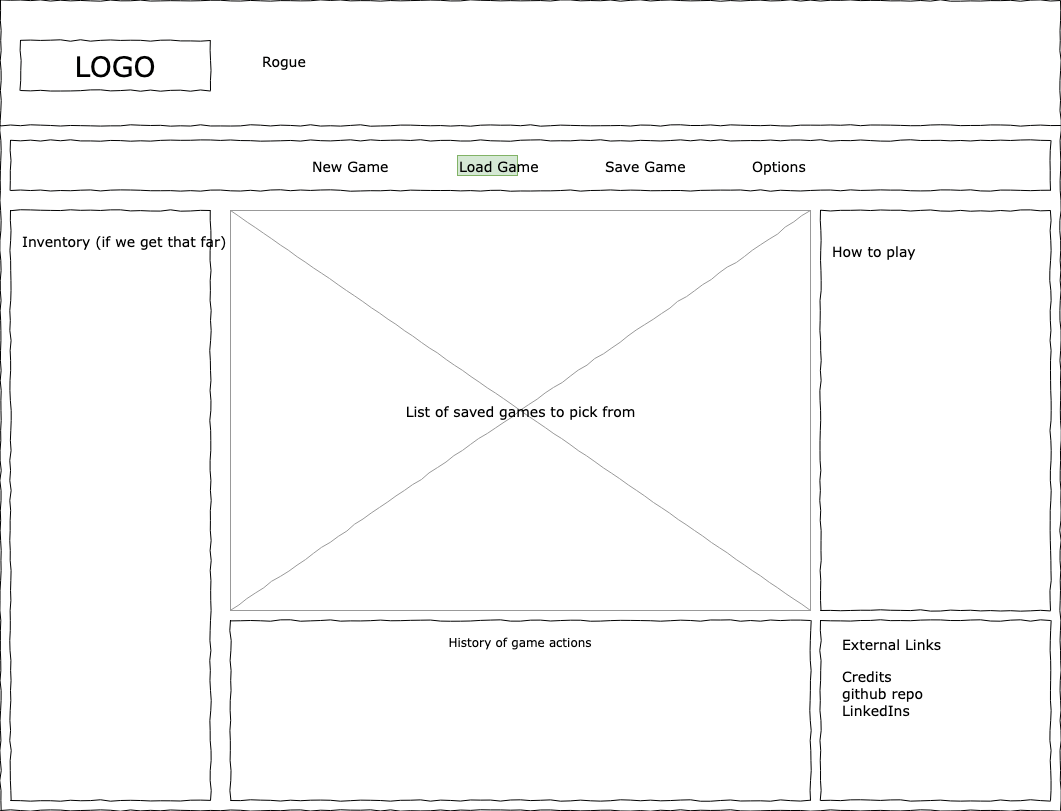 LOGO
Rogue
New Game
Load Game
Save Game
Options
Inventory (if we get that far)
List of saved games to pick from
How to play
History of game actions
External Links
Credits
github repo
LinkedIns